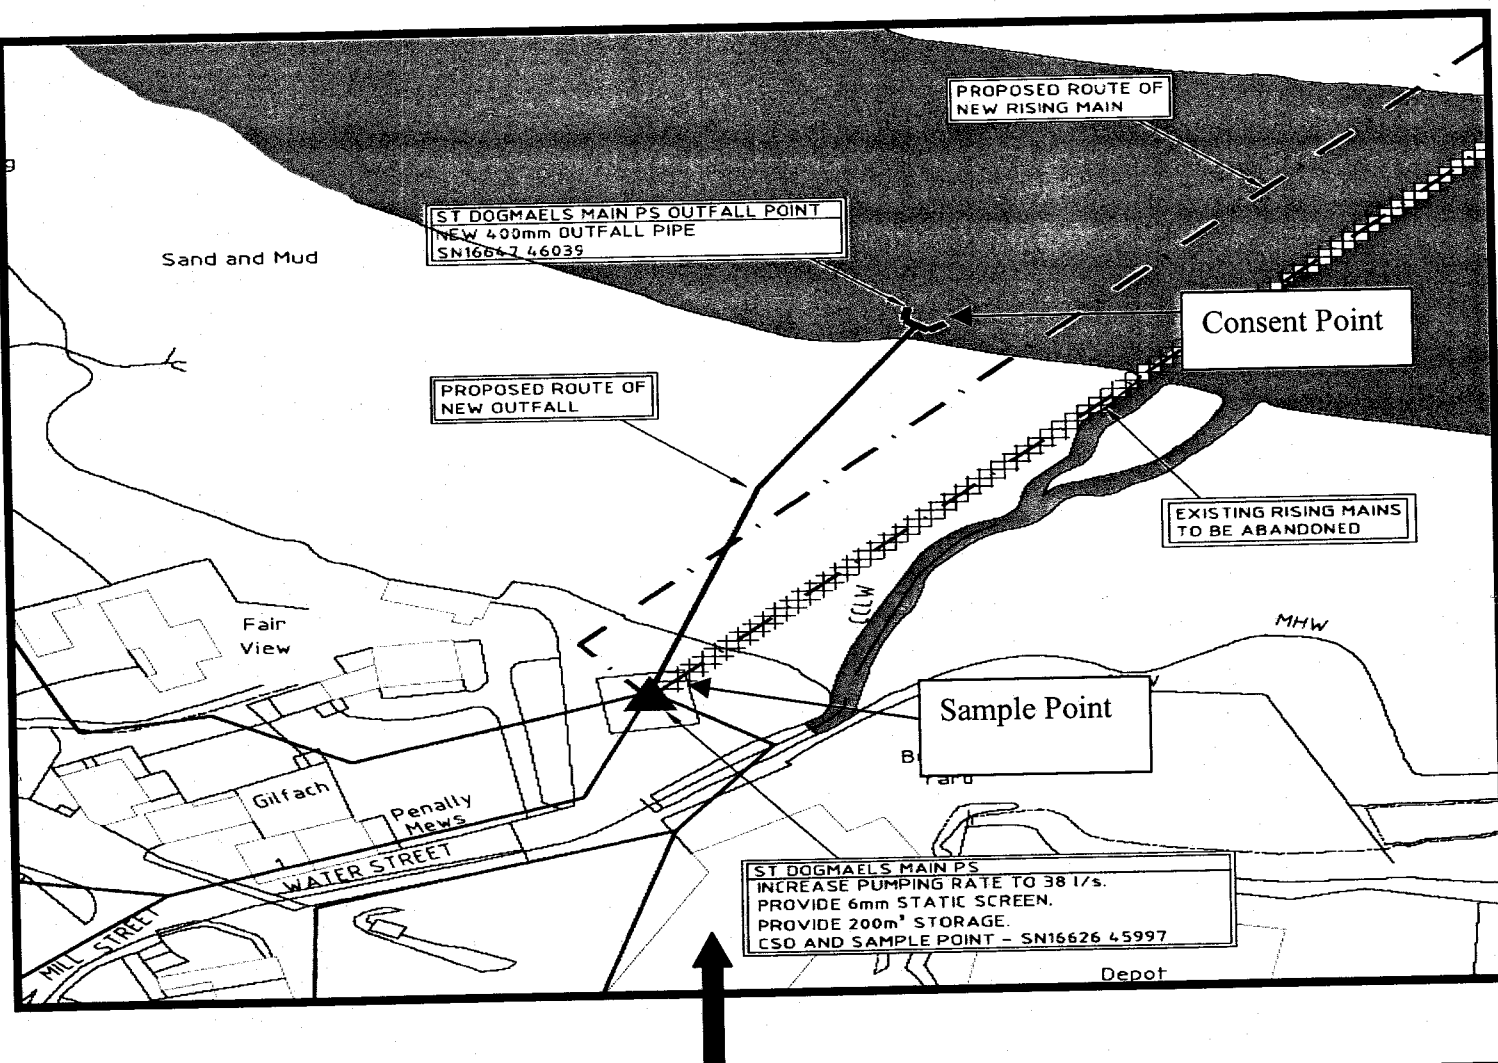 PROPOSED ROUTE OF
NEW RISING MAIN
g
ST DOGMAELS MAIN PS OUTFALL POINT
NEW 400mm OUTFALL PIPE
SN16647 46039
Sand and Mud
Consent Point
PROPOSED ROUTE OF
NEW OUTFALL
EXISTING RISING MAINS
TO BE ABANDONED
CCLW
MHW
Fair
View
Sample Point
Gilfach
Penally
Mews
1
WATER STREET
MILL STREET
ST DOGMAELS MAIN PS
INCREASE PUMPING RATE TO 38 l/s.
PROVIDE 6mm STATIC SCREEN.
PROVIDE 200m³ STORAGE.
CSO AND SAMPLE POINT - SN16626 45997
Depot